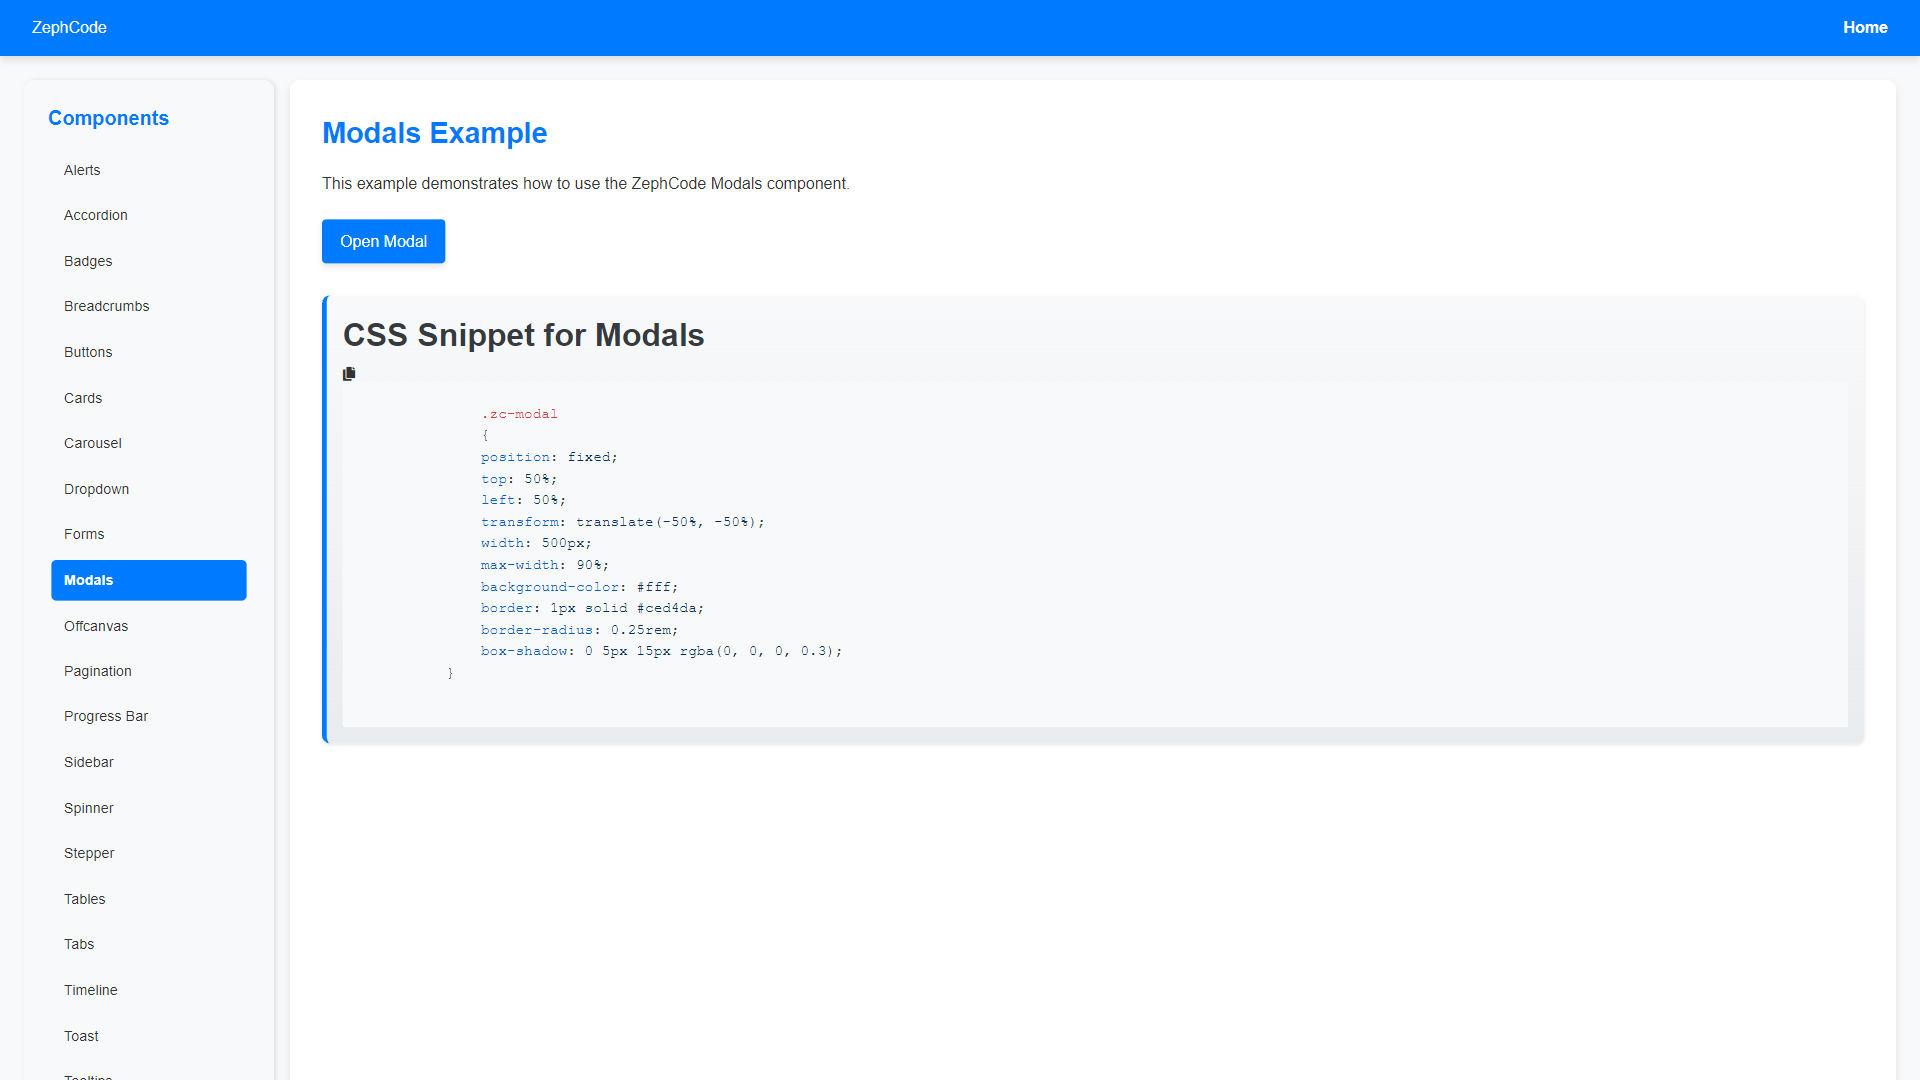 ZephCode
Home
Components
Alerts
Accordion
Badges
Breadcrumbs
Buttons
Cards
Carousel
Dropdown
Forms
Modals
Offcanvas
Pagination
Progress Bar
Sidebar
Spinner
Stepper
Tables
Tabs
Timeline
Toast
Tooltips
Modals Example
This example demonstrates how to use the ZephCode Modals component.
Open Modal
CSS Snippet for Modals
.zc-modal
{
position: fixed;
top: 50%;
left: 50%;
transform: translate(-50%, -50%);
width: 500px;
max-width: 90%;
background-color: #fff;
border: 1px solid #ced4da;
border-radius: 0.25rem;
box-shadow: 0 5px 15px rgba(0, 0, 0, 0.3);
}